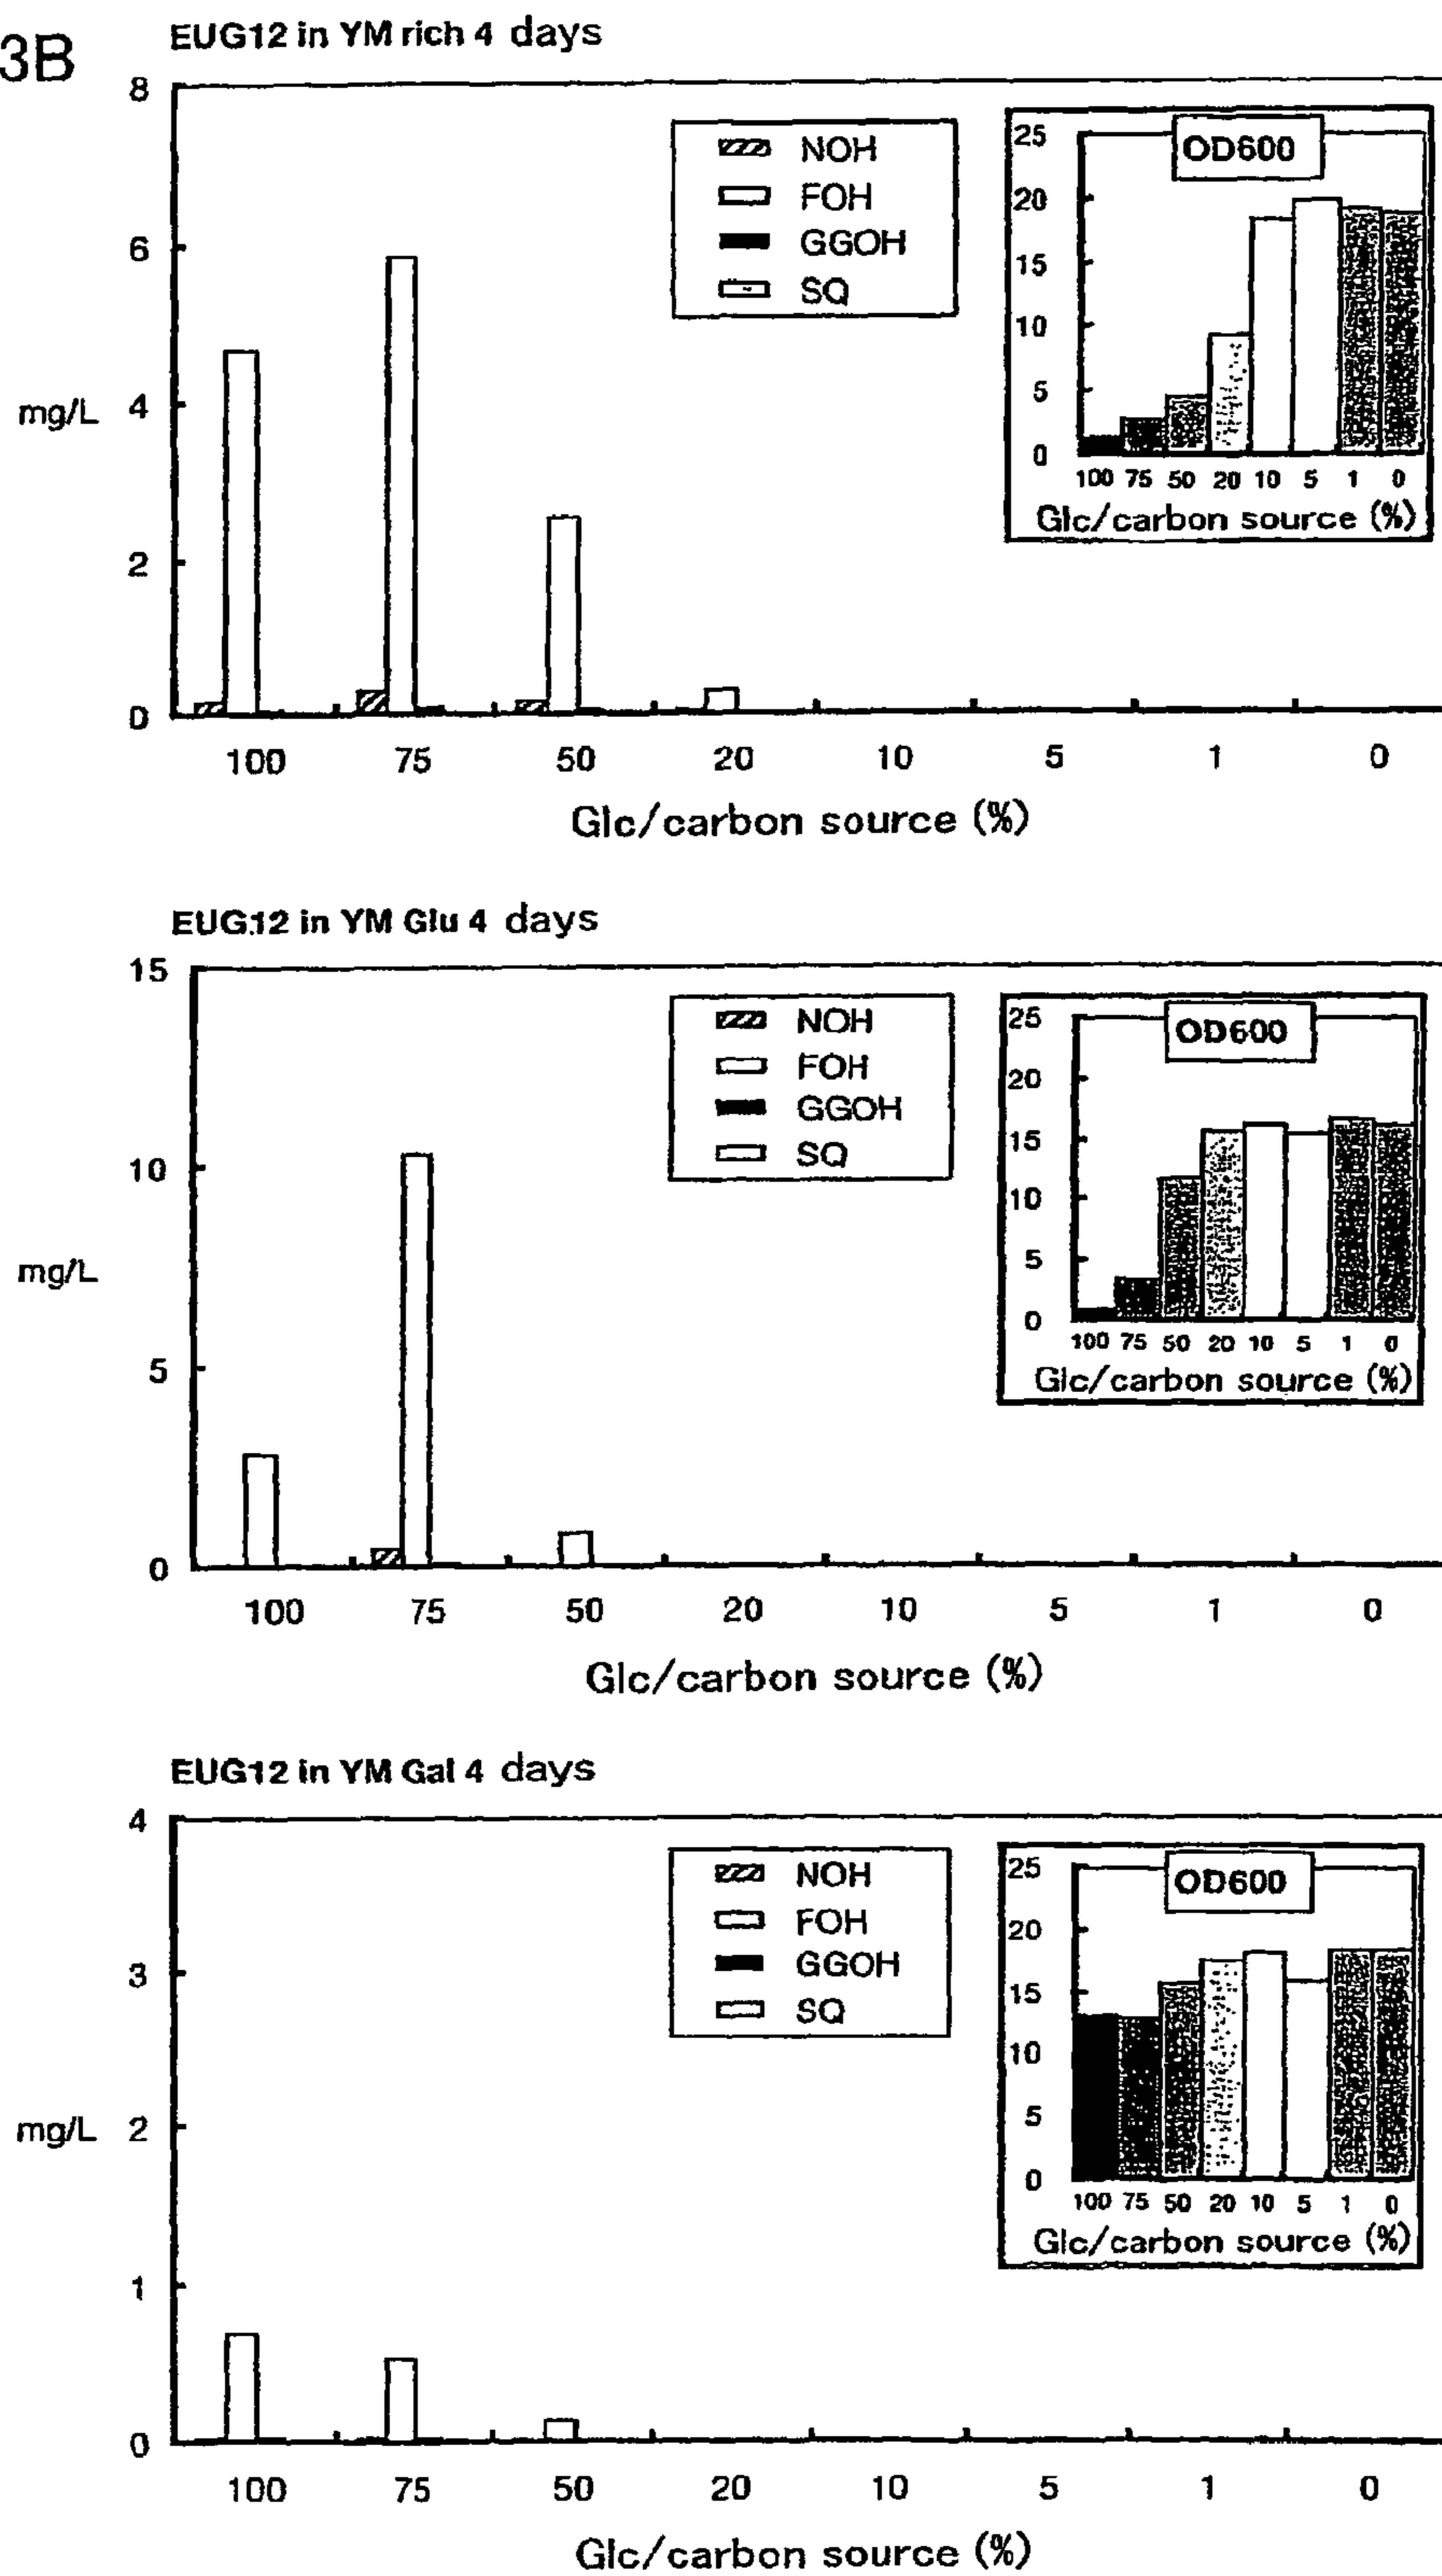 3B
EUG12 in YM rich 4 days
8
6
4
2
0
mg/L
NOH
FOH
GGOH
SQ
OD600
25
20
15
10
5
0
100 75 50 20 10 5 1 0
Glc/carbon source (%)
100 75 50 20 10 5 1 0
Glc/carbon source (%)
EUG12 in YM Glu 4 days
15
10
5
0
mg/L
NOH
FOH
GGOH
SQ
OD600
25
20
15
10
5
0
100 75 50 20 10 5 1 0
Glc/carbon source (%)
100 75 50 20 10 5 1 0
Glc/carbon source (%)
EUG12 in YM Gal 4 days
4
3
2
1
0
mg/L
NOH
FOH
GGOH
SQ
OD600
25
20
15
10
5
0
100 75 50 20 10 5 1 0
Glc/carbon source (%)
100 75 50 20 10 5 1 0
Glc/carbon source (%)